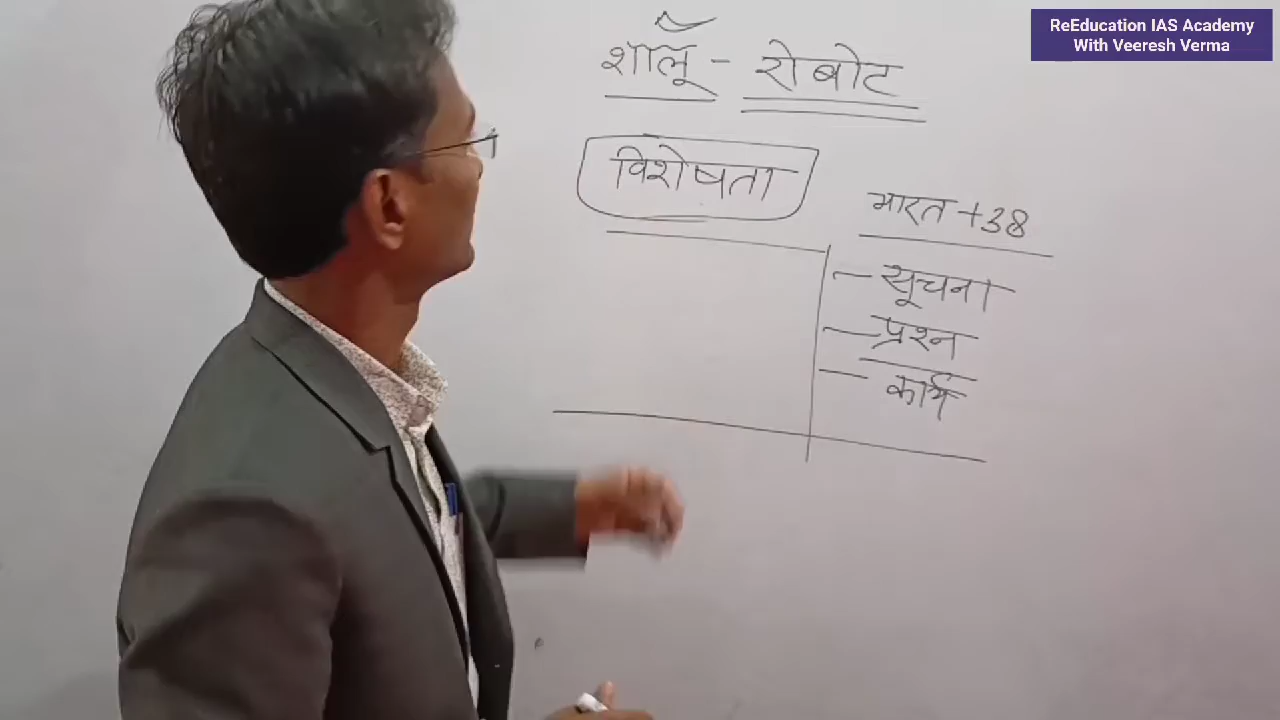 ReEducation IAS Academy
With Veeresh Verma
शालू - रोबोट
विशेषता
भारत +38
- सूचना
- प्रश्न
- कार्य